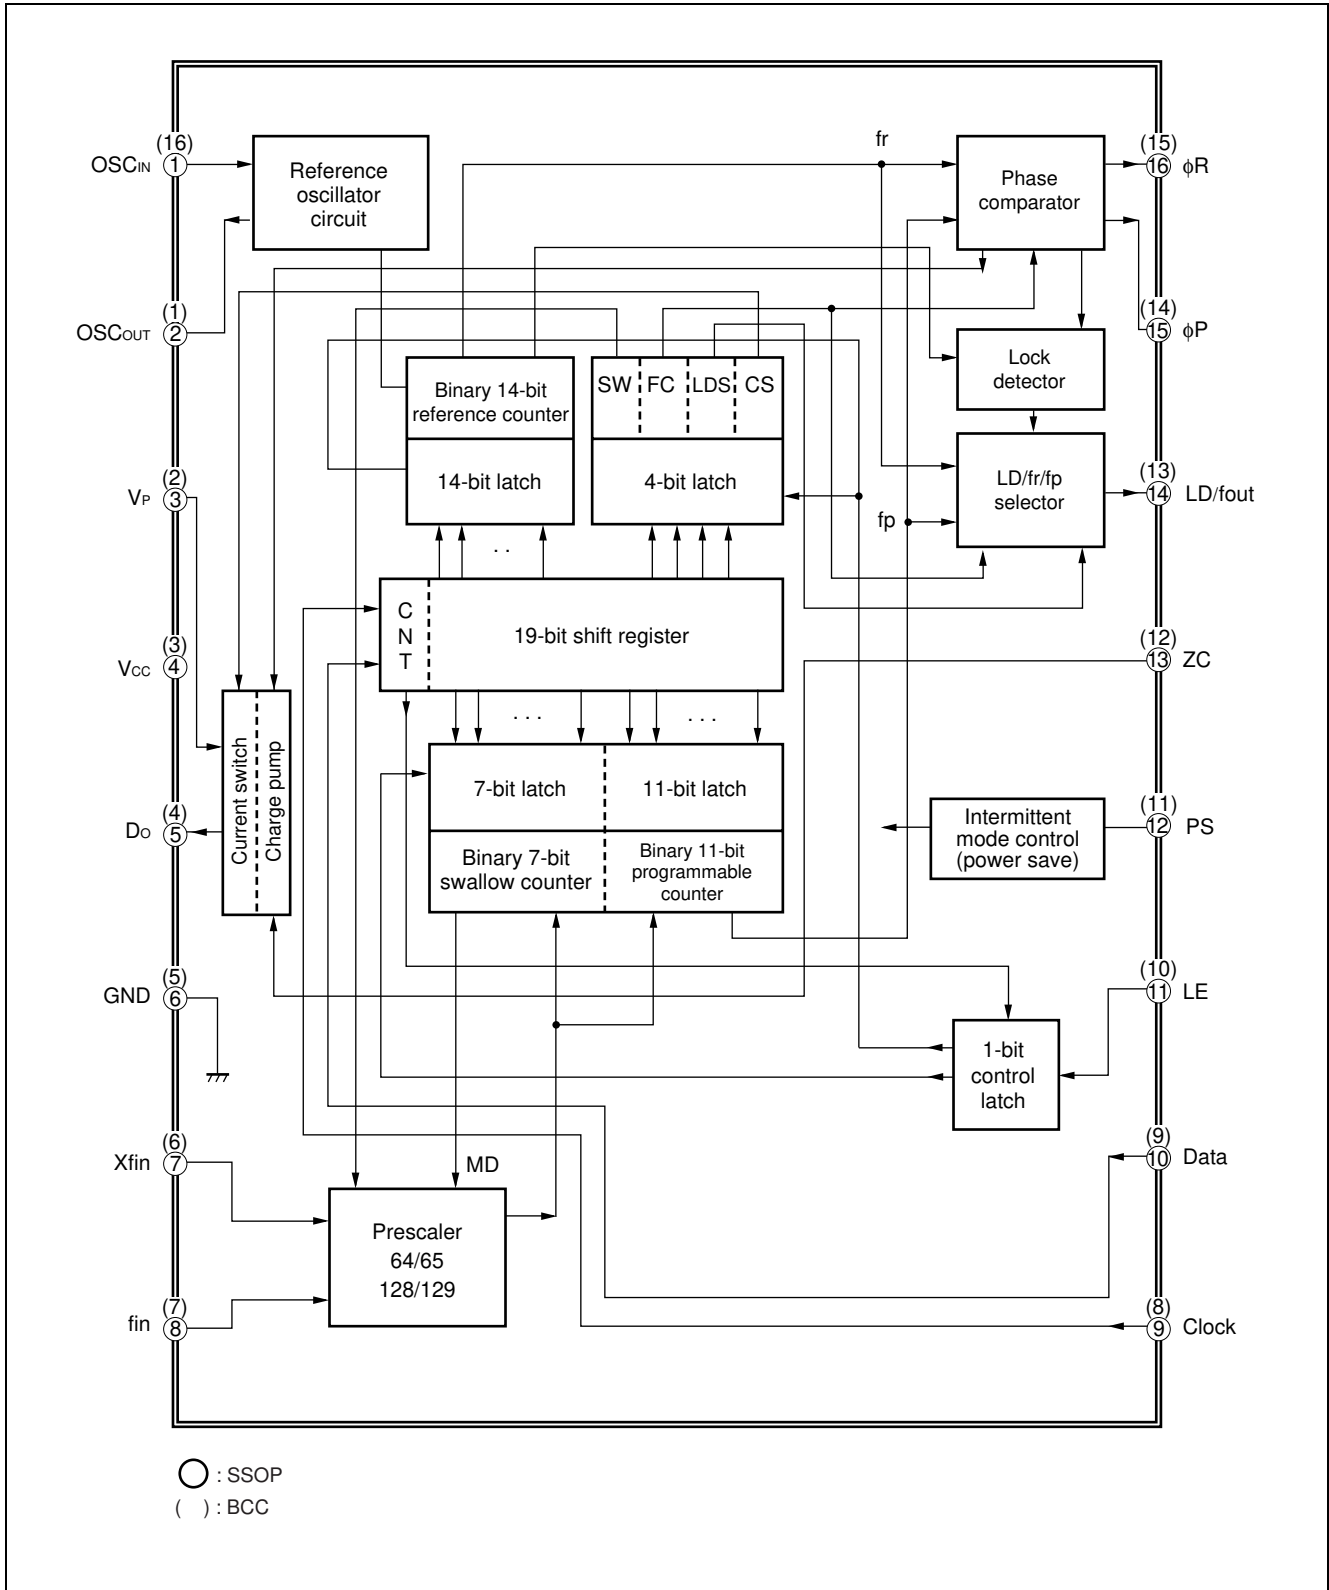 (16)
OSCIN 1
Reference
oscillator
circuit
fr
Phase
comparator
(15)
16 ϕR
(1)
OSCOUT 2
(14)
15 ϕP
Lock
detector
Binary 14-bit
reference counter
SW FC LDS CS
14-bit latch
4-bit latch
LD/fr/fp
selector
(13)
14 LD/fout
(2)
VP 3
fp
. .
C
N
T
19-bit shift register
(3)
VCC 4
(12)
13 ZC
. . .
. . .
Current switch
Charge pump
7-bit latch
11-bit latch
(4)
DO 5
Binary 7-bit
swallow counter
Binary 11-bit
programmable
counter
Intermittent
mode control
(power save)
(11)
12 PS
(5)
GND 6
(10)
11 LE
1-bit
control
latch
(6)
Xfin 7
MD
(9)
10 Data
Prescaler
64/65
128/129
(7)
fin 8
(8)
9 Clock
: SSOP
( ) : BCC